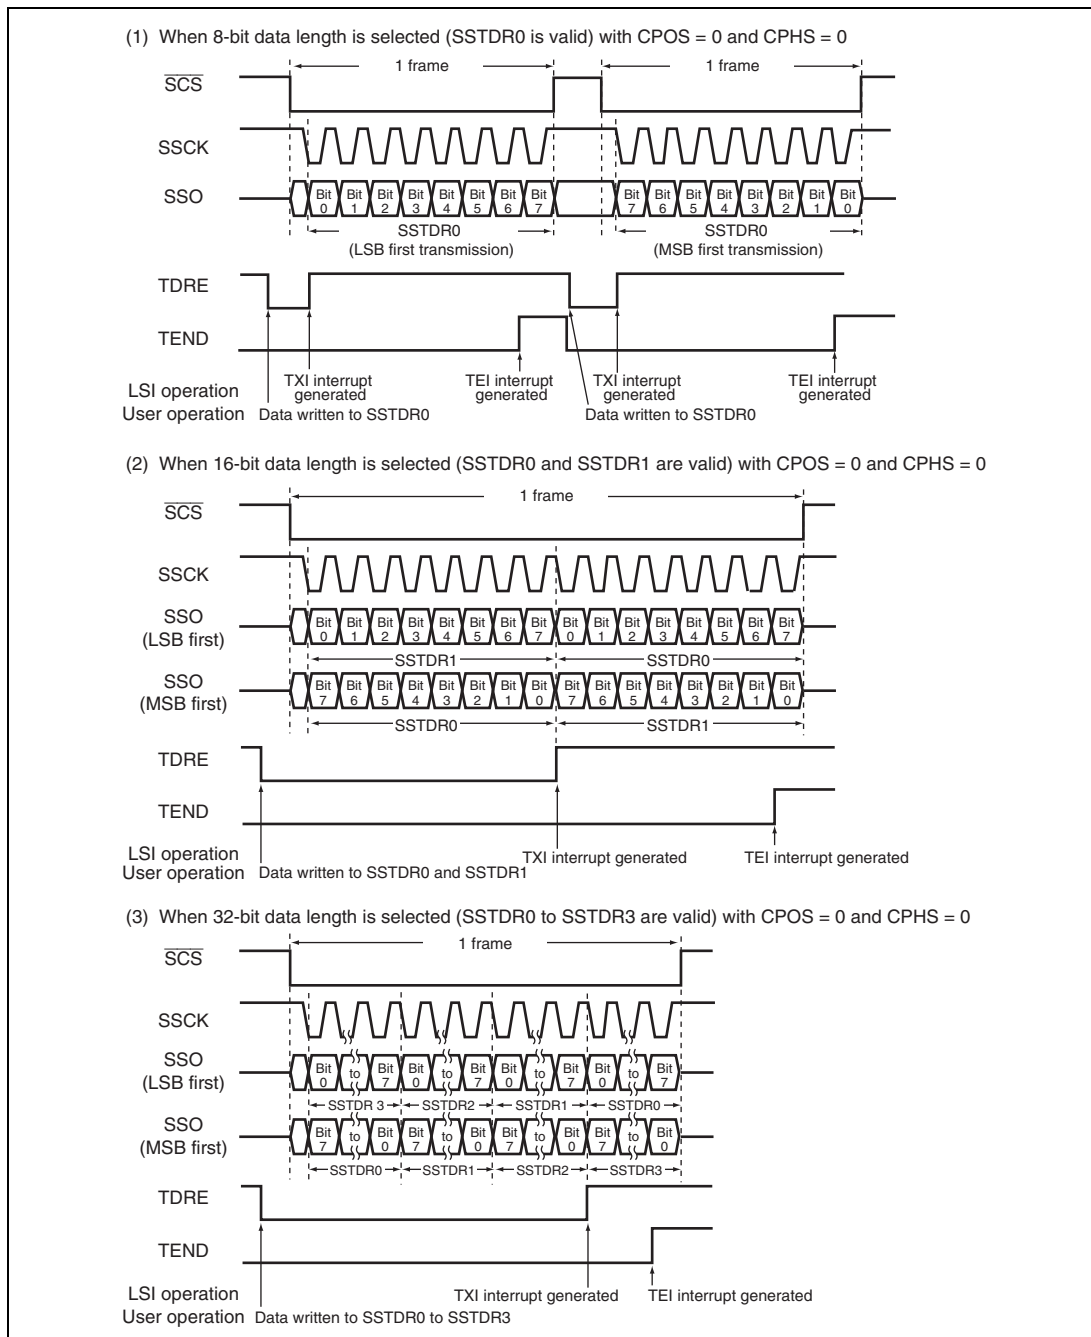 (1) When 8-bit data length is selected (SSTDR0 is valid) with CPOS = 0 and CPHS = 0
1 frame 1 frame
SCS
SSCK
SSO Bit 0 Bit 1 Bit 2 Bit 3 Bit 4 Bit 5 Bit 6 Bit 7 Bit 7 Bit 6 Bit 5 Bit 4 Bit 3 Bit 2 Bit 1 Bit 0
SSTDR0 SSTDR0
(LSB first transmission) (MSB first transmission)
TDRE
TEND
TXI interrupt generated TEI interrupt generated TXI interrupt generated TEI interrupt generated
LSI operation
User operation Data written to SSTDR0 Data written to SSTDR0
(2) When 16-bit data length is selected (SSTDR0 and SSTDR1 are valid) with CPOS = 0 and CPHS = 0
1 frame
SCS
SSCK
SSO
(LSB first) Bit 0 Bit 1 Bit 2 Bit 3 Bit 4 Bit 5 Bit 6 Bit 7 Bit 0 Bit 1 Bit 2 Bit 3 Bit 4 Bit 5 Bit 6 Bit 7
SSTDR1 SSTDR0
SSO
(MSB first) Bit 7 Bit 6 Bit 5 Bit 4 Bit 3 Bit 2 Bit 1 Bit 0 Bit 7 Bit 6 Bit 5 Bit 4 Bit 3 Bit 2 Bit 1 Bit 0
SSTDR0 SSTDR1
TDRE
TEND
LSI operation TXI interrupt generated TEI interrupt generated
User operation Data written to SSTDR0 and SSTDR1
(3) When 32-bit data length is selected (SSTDR0 to SSTDR3 are valid) with CPOS = 0 and CPHS = 0
1 frame
SCS
SSCK
SSO
(LSB first) Bit 0 to Bit 7 Bit 0 to Bit 7 Bit 0 to Bit 7 Bit 0 to Bit 7
SSTDR 3 SSTDR2 SSTDR1 SSTDR0
SSO
(MSB first) Bit 7 to Bit 0 Bit 7 to Bit 0 Bit 7 to Bit 0 Bit 7 to Bit 0
SSTDR0 SSTDR1 SSTDR2 SSTDR3
TDRE
TEND
LSI operation TXI interrupt generated TEI interrupt generated
User operation Data written to SSTDR0 to SSTDR3